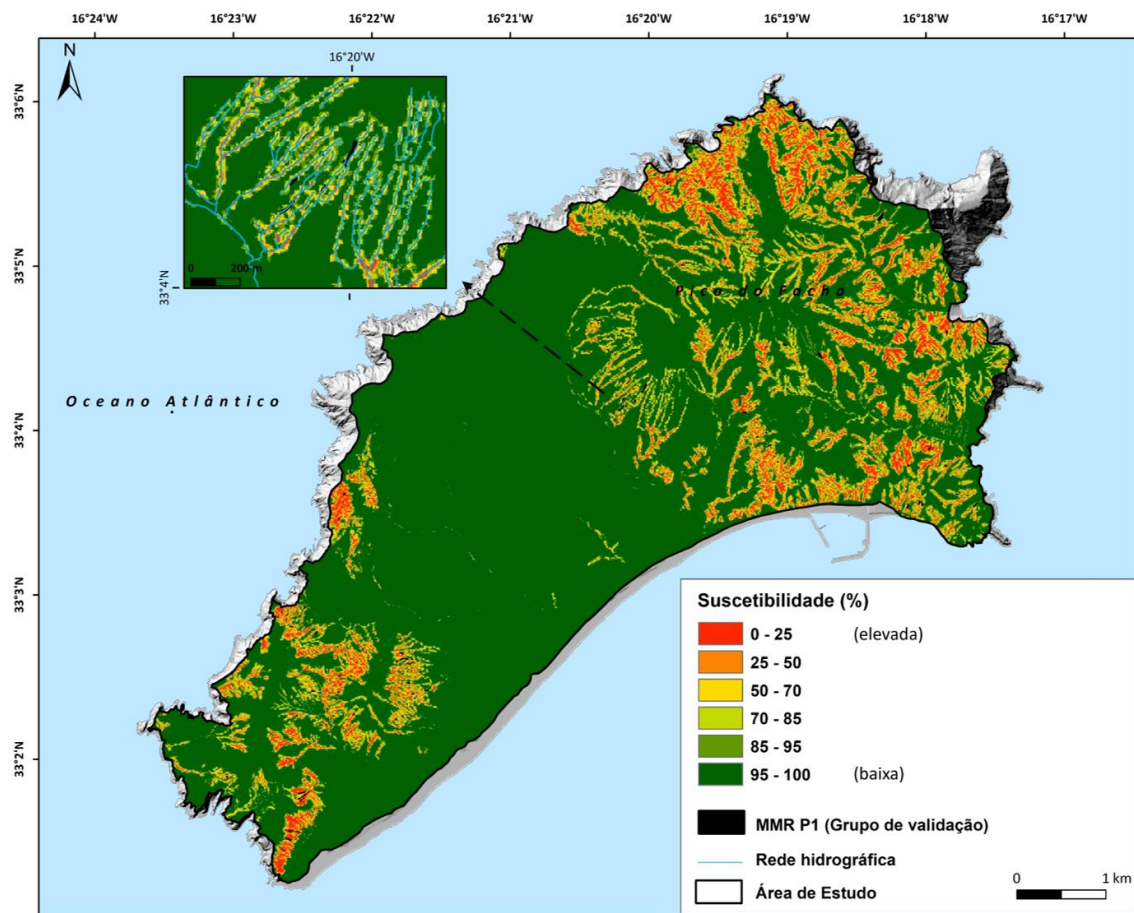 16°24'W 16°23'W 16°22'W 16°21'W 16°20'W 16°19'W 16°18'W 16°17'W
N
16°20'W
33°6'N
33°5'N
33°4'N
0 200 m
Pico do Facho
Oceano Atlântico
33°4'N
33°3'N
33°2'N
Suscetibilidade (%)
0 - 25 (elevada)
25 - 50
50 - 70
70 - 85
85 - 95
95 - 100 (baixa)
MMR P1 (Grupo de validação)
Rede hidrográfica
Área de Estudo
0 1 km